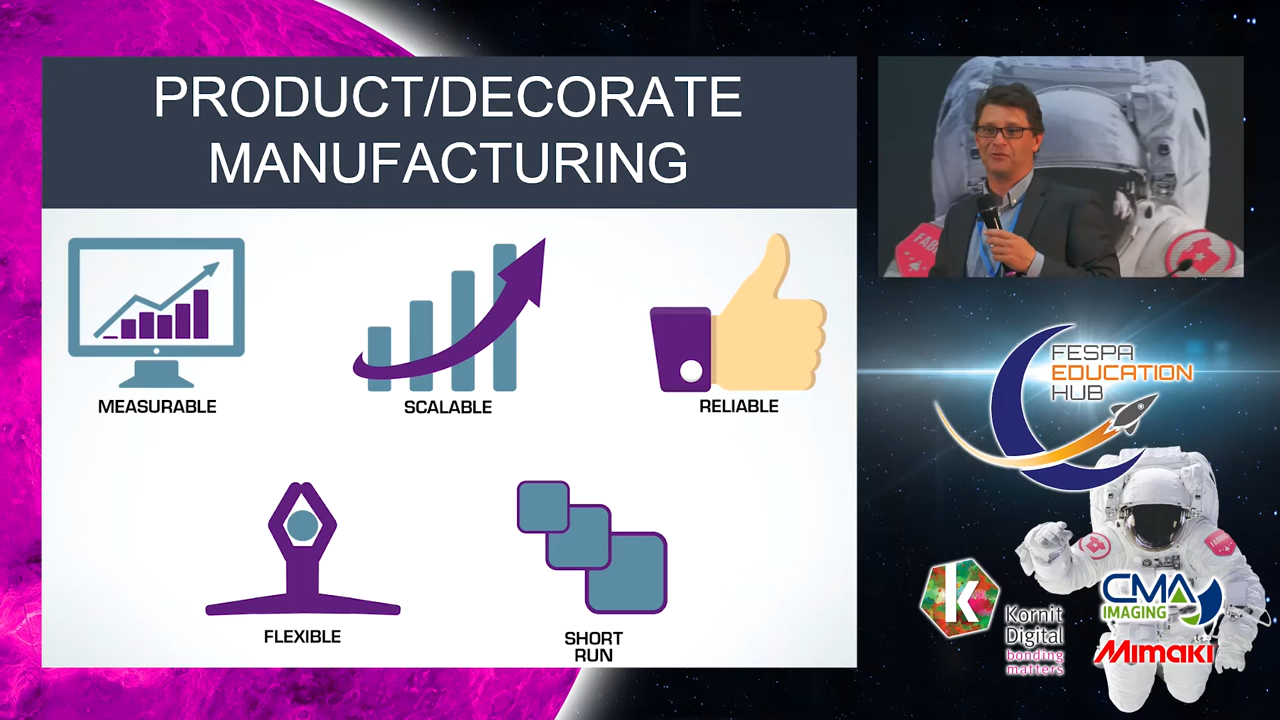 PRODUCT/DECORATE
MANUFACTURING
MEASURABLE
SCALABLE
RELIABLE
FLEXIBLE
SHORT
RUN
FESPA
EDUCATION
HUB
k
Kornit
Digital
bonding
matters
CMA
IMAGING
Mimaki